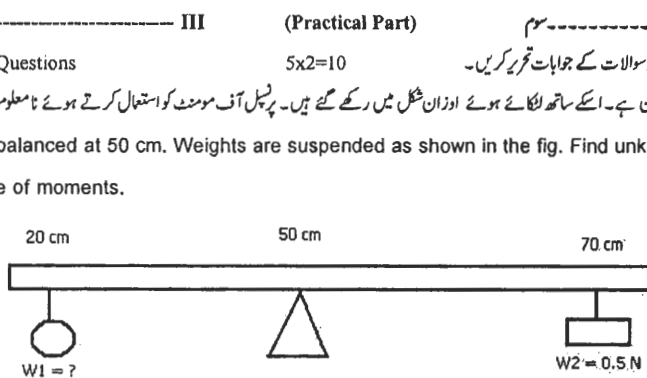 III (Practical Part) سوم
Questions 5x2=10 سوالات کے جوابات تحریر کریں۔
ن ہے۔ اسکے ساتھ لٹکائے ہوئے اوزان شکل میں رکھے گئے ہیں۔ پرنسپل آف مومنٹ کو استعمال کرتے ہوئے نامعلوم
balanced at 50 cm. Weights are suspended as shown in the fig. Find unk
e of moments.
20 cm 50 cm 70 cm
W1 = ? W2 = 0.5 N